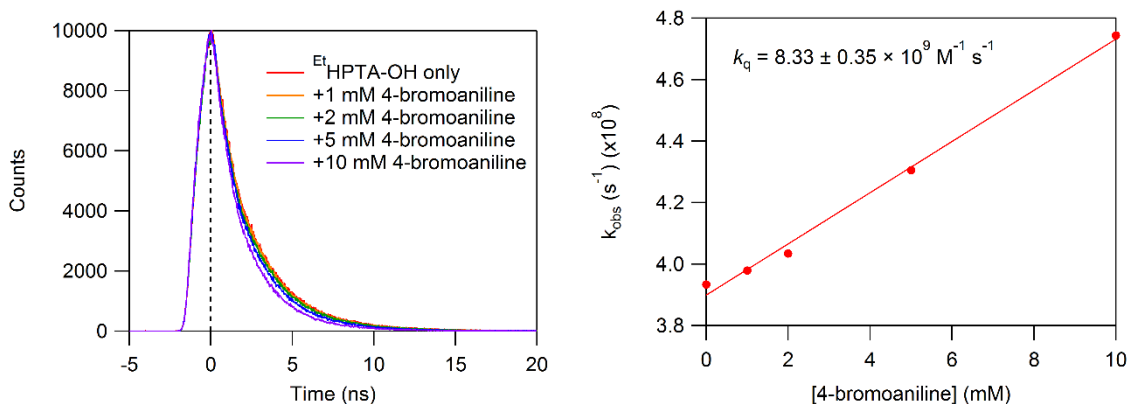 10000
8000
6000
4000
2000
0
Counts
-5 0 5 10 15 20
Time (ns)
EtHPTA-OH only
+1 mM 4-bromoaniline
+2 mM 4-bromoaniline
+5 mM 4-bromoaniline
+10 mM 4-bromoaniline
4.8
4.6
4.4
4.2
4.0
3.8
kobs (s-1) (x108)
kq = 8.33 ± 0.35 × 109 M-1 s-1
0 2 4 6 8 10
[4-bromoaniline] (mM)